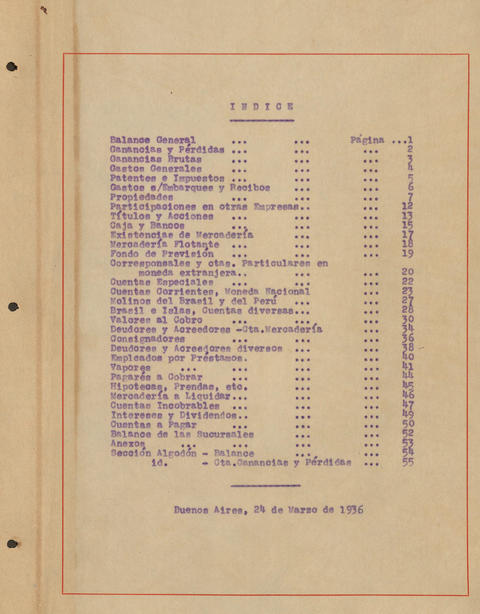 I N D I C E
Balance General ... ... Página ...1
Ganancias y Pérdidas ... ... ... 2
Ganancias Brutas ... ... ... 3
Gastos Generales ... ... ... 4
Patentes e Impuestos ... ... ... 5
Gastos s/Embarques y Recibos ... ... 6
Propiedades ... ... ... 7
Participaciones en otras Empresas.. ... 12
Títulos y Acciones ... ... ... 13
Caja y Bancos ... ... ... 15
Existencias de Mercadería ... ... 17
Mercadería Flotante ... ... ... 18
Fondo de Previsión ... ... ... 19
Corresponsales y ctas. Particulares en
moneda extranjera.. ... ... 20
Cuentas Especiales ... ... ... 22
Cuentas Corrientes, Moneda Nacional ... 23
Molinos del Brasil y del Perú ... ... 27
Brasil e Islas, Cuentas diversas... ... 28
Valores al Cobro ... ... ... 30
Deudores y Acreedores -Cta.Mercadería ... 34
Consignadores ... ... ... 36
Deudores y Acreedores diversos ... ... 38
Empleados por Préstamos. ... ... 40
Vapores ... ... ... ... 41
Pagarés a Cobrar ... ... ... 44
Hipotecas, Prendas, etc. ... ... 45
Mercadería a Liquidar... ... ... 46
Cuentas Incobrables ... ... ... 47
Intereses y Dividendos.. ... ... 49
Cuentas a Pagar ... ... ... 50
Balance de las Sucursales ... ... 52
Anexos ... ... ... ... 53
Sección Algodón - Balance ... ... 54
id. - Cta.Ganancias y Pérdidas ... 55
Buenos Aires, 24 de Marzo de 1936